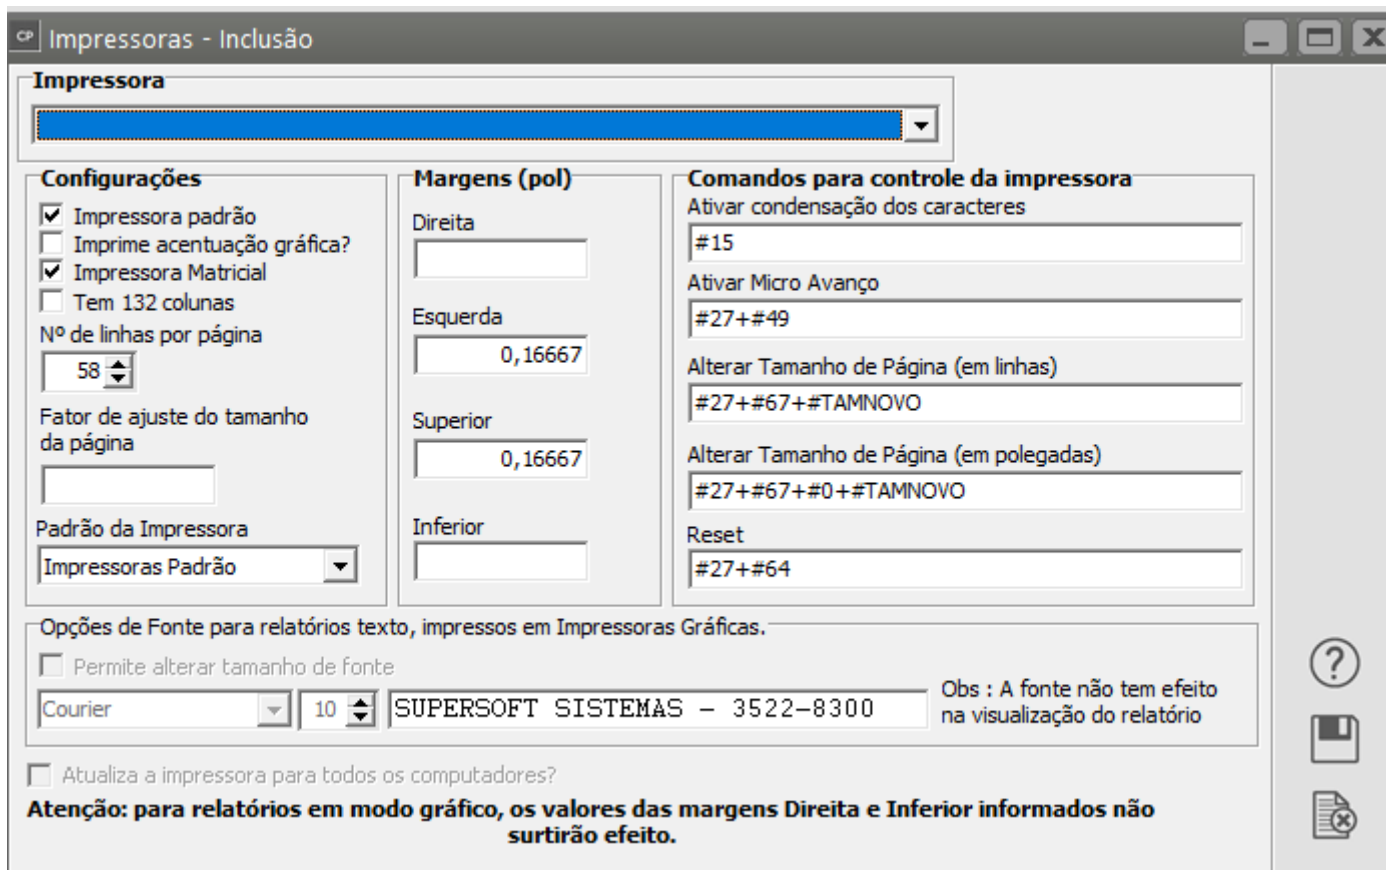 CP Impressoras - Inclusão
Impressora
Configurações
Impressora padrão
Imprime acentuação gráfica?
Impressora Matricial
Tem 132 colunas
Nº de linhas por página
58
Fator de ajuste do tamanho
da página
Padrão da Impressora
Impressoras Padrão
Margens (pol)
Direita
Esquerda
0,16667
Superior
0,16667
Inferior
Comandos para controle da impressora
Ativar condensação dos caracteres
#15
Ativar Micro Avanço
#27+#49
Alterar Tamanho de Página (em linhas)
#27+#67+#TAMNOVO
Alterar Tamanho de Página (em polegadas)
#27+#67+#0+#TAMNOVO
Reset
#27+#64
Opções de Fonte para relatórios texto, impressos em Impressoras Gráficas.
Permite alterar tamanho de fonte
Courier 10 SUPERSOFT SISTEMAS - 3522-8300
Obs : A fonte não tem efeito
na visualização do relatório
Atualiza a impressora para todos os computadores?
Atenção: para relatórios em modo gráfico, os valores das margens Direita e Inferior informados não
surtirão efeito.